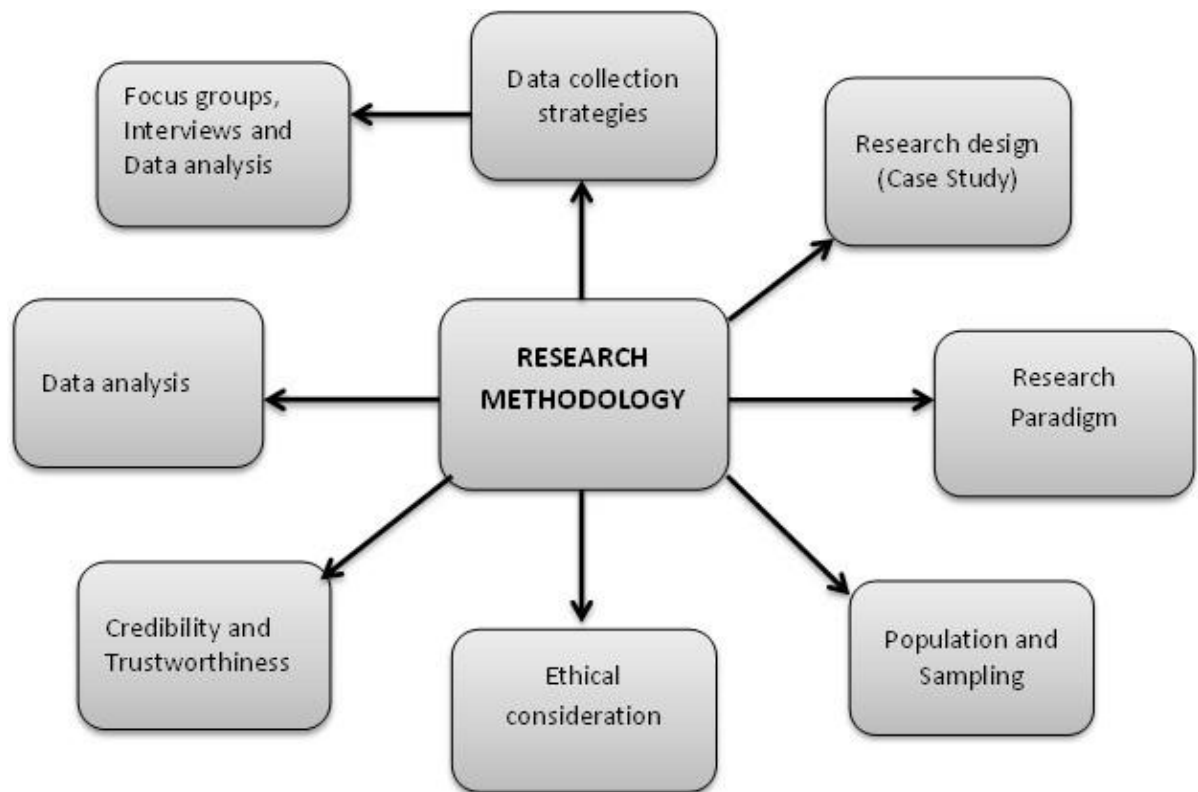 Data collection
strategies
Focus groups,
Interviews and
Data analysis
Research design
(Case Study)
RESEARCH
METHODOLOGY
Data analysis
Research
Paradigm
Credibility and
Trustworthiness
Ethical
consideration
Population and
Sampling